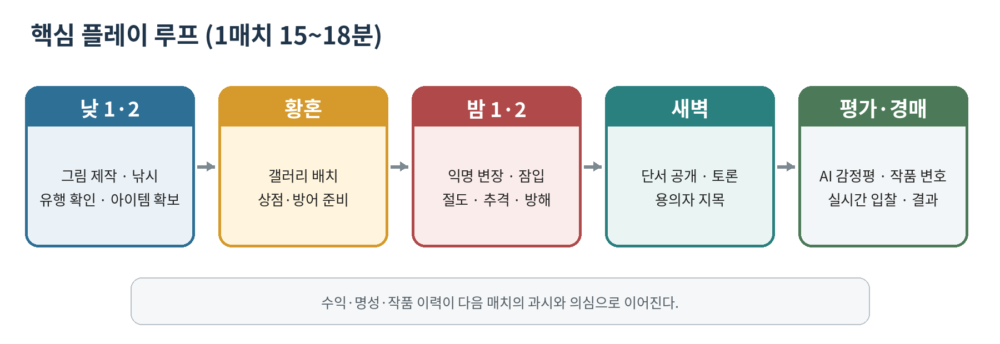 핵심 플레이 루프 (1매치 15~18분)
낮 1·2
그림 제작 · 낚시
유행 확인 · 아이템 확보
황혼
갤러리 배치
상점·방어 준비
밤 1·2
익명 변장 · 잠입
절도 · 추격 · 방해
새벽
단서 공개 · 토론
용의자 지목
평가·경매
AI 감정평 · 작품 변호
실시간 입찰 · 결과
수익·명성·작품 이력이 다음 매치의 과시와 의심으로 이어진다.